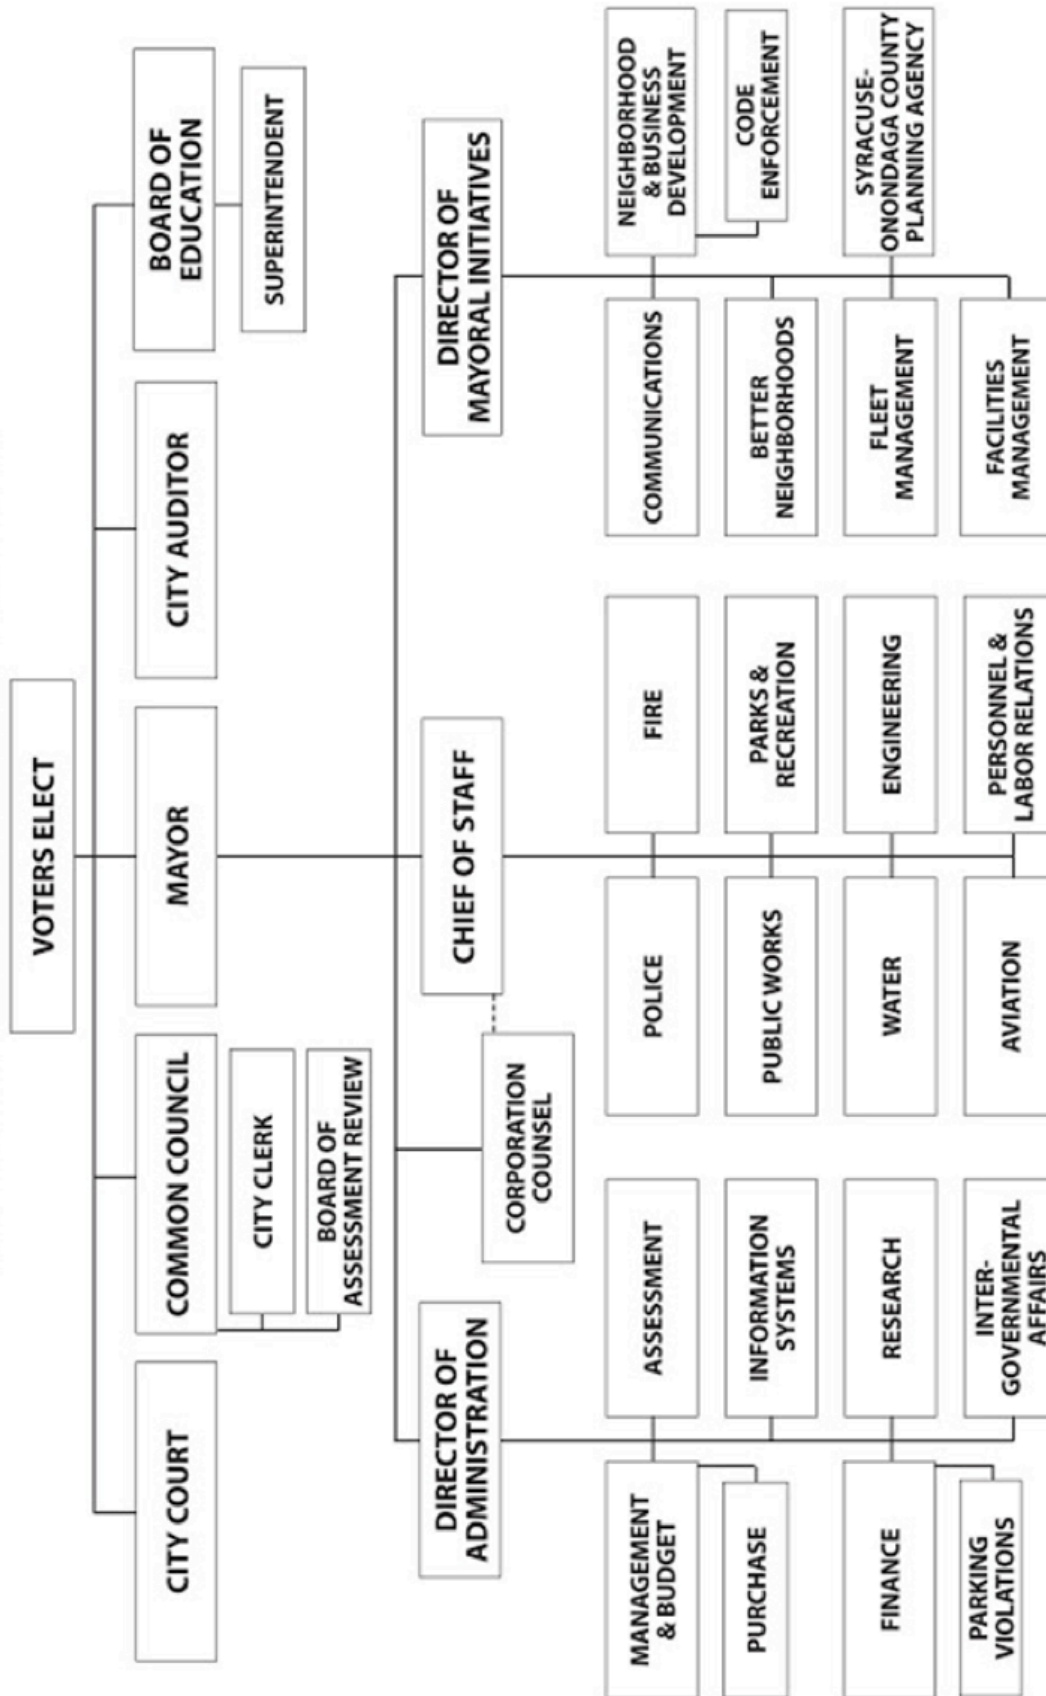 VOTERS ELECT
CITY COURT
COMMON COUNCIL
MAYOR
CITY AUDITOR
BOARD OF
EDUCATION
CITY CLERK
BOARD OF
ASSESSMENT REVIEW
SUPERINTENDENT
DIRECTOR OF
ADMINISTRATION
CORPORATION
COUNSEL
CHIEF OF STAFF
DIRECTOR OF
MAYORAL INITIATIVES
MANAGEMENT
& BUDGET
ASSESSMENT
POLICE
FIRE
COMMUNICATIONS
NEIGHBORHOOD
& BUSINESS
DEVELOPMENT
PURCHASE
INFORMATION
SYSTEMS
PUBLIC WORKS
PARKS &
RECREATION
BETTER
NEIGHBORHOODS
CODE
ENFORCEMENT
FINANCE
RESEARCH
WATER
ENGINEERING
FLEET
MANAGEMENT
SYRACUSE-
ONONDAGA COUNTY
PLANNING AGENCY
PARKING
VIOLATIONS
INTER-
GOVERNMENTAL
AFFAIRS
AVIATION
PERSONNEL &
LABOR RELATIONS
FACILITIES
MANAGEMENT